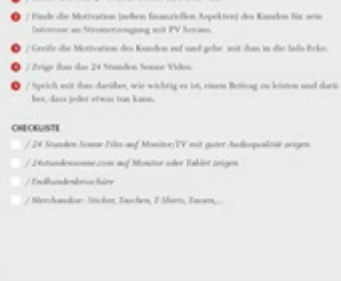 / Finde die Motivation (neben finanziellen Aspekten) des Kunden für sein
Interesse an Stromerzeugung mit PV heraus.
/ Greife die Motivation des Kunden auf und gehe mit ihm in die Info-Ecke.
/ Zeige ihm das 24 Stunden Sonne Video.
/ Sprich mit ihm darüber, wie wichtig es ist, einen Beitrag zu leisten und darü
ber, dass jeder etwas tun kann.
CHECKLISTE
/ 24 Stunden Sonne Film auf Monitor/TV mit guter Audioqualität zeigen
/ 24stundensonne.com auf Monitor oder Tablet zeigen
/ Endkundenbroschüre
/ Merchandise: Sticker, Taschen, T Shirts, Tassen,...